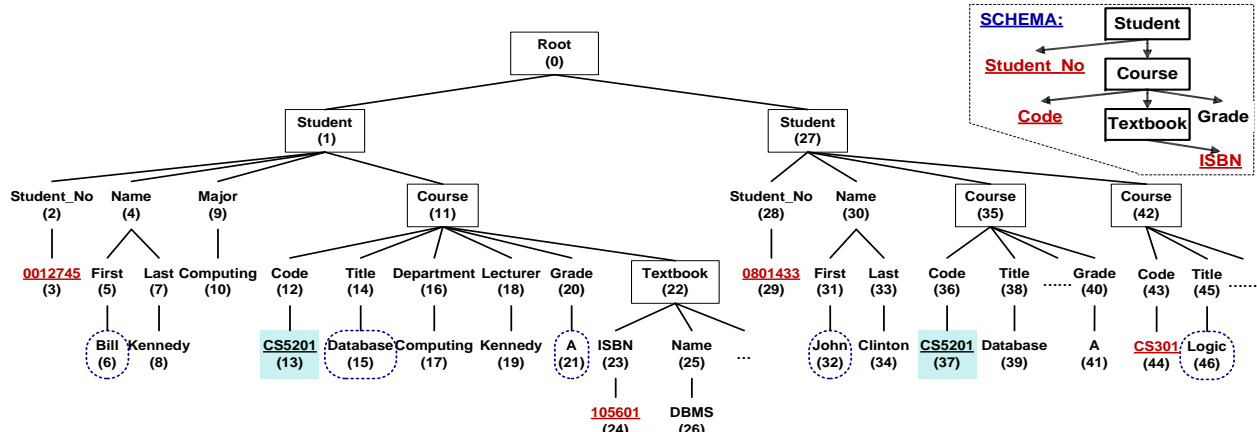 SCHEMA:
Student
Student_No
Course
Code
Grade
Textbook
ISBN
Root
(0)
Student
(1)
Student
(27)
Student_No
(2)
Name
(4)
Major
(9)
Course
(11)
Student_No
(28)
Name
(30)
Course
(35)
Course
(42)
0012745
(3)
First
(5)
Last
(7)
Computing
(10)
Code
(12)
Title
(14)
Department
(16)
Lecturer
(18)
Grade
(20)
Textbook
(22)
0801433
(29)
First
(31)
Last
(33)
Code
(36)
Title
(38)
......
Grade
(40)
Code
(43)
Title
(45)
......
Bill
(6)
Kennedy
(8)
CS5201
(13)
Database
(15)
Computing
(17)
Kennedy
(19)
A
(21)
ISBN
(23)
Name
(25)
...
John
(32)
Clinton
(34)
CS5201
(37)
Database
(39)
A
(41)
CS301
(44)
Logic
(46)
105601
(24)
DBMS
(26)